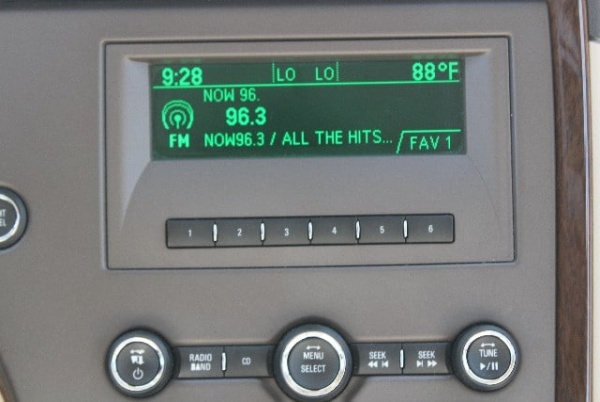 9:28 LO LO 88°F
NOW 96.
96.3
FM NOW96.3 / ALL THE HITS... FAV 1
1 2 3 4 5 6
RADIO BAND
CD
MENU
SELECT
SEEK
SEEK
TUNE